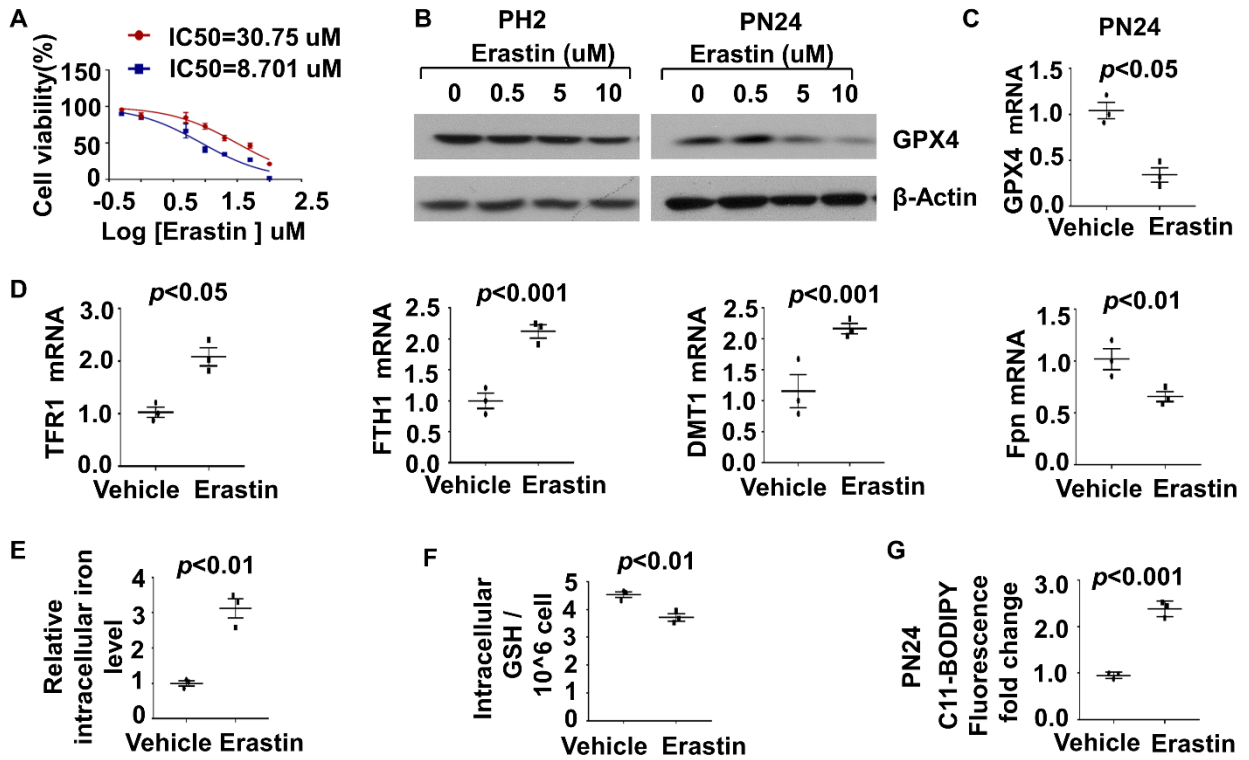 A
IC50=30.75 uM
IC50=8.701 uM
Cell viability(%)
150
100
50
0
-0.5 0.5 1.5 2.5
Log [Erastin ] uM
B
PH2 PN24
Erastin (uM) Erastin (uM)
0 0.5 5 10 0 0.5 5 10
GPX4
β-Actin
C
PN24
p<0.05
GPX4 mRNA
1.5
1.0
0.5
0.0
Vehicle Erastin
D
p<0.05
TFR1 mRNA
3.0
2.0
1.0
0.0
Vehicle Erastin
p<0.001
FTH1 mRNA
2.5
2.0
1.5
1.0
0.5
0.0
Vehicle Erastin
p<0.001
DMT1 mRNA
2.5
2.0
1.5
1.0
0.5
0.0
Vehicle Erastin
p<0.01
Fpn mRNA
1.5
1.0
0.5
0.0
Vehicle Erastin
E
p<0.01
Relative
intracellular iron
level
4
3
2
1
0
Vehicle Erastin
F
p<0.01
Intracellular
GSH /
10^6 cell
5
4
3
2
1
0
Vehicle Erastin
G
p<0.001
PN24
C11-BODIPY
Fluorescence
fold change
3.0
2.0
1.0
0.0
Vehicle Erastin